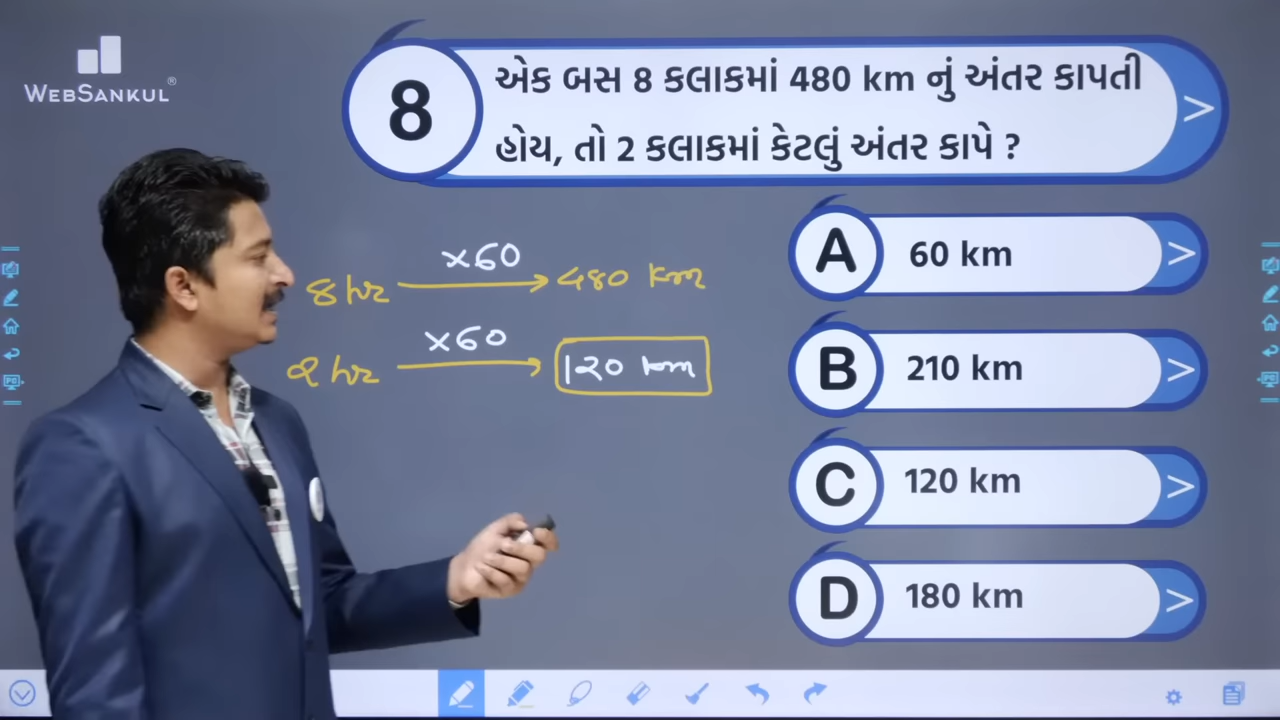 WEBSANKUL®
8
એક બસ 8 કલાકમાં 480 km નું અંતર કાપતી
હોય, તો 2 કલાકમાં કેટલું અંતર કાપે ?
A 60 km
B 210 km
C 120 km
D 180 km
8 hr ×60 480 km
2 hr ×60 120 km